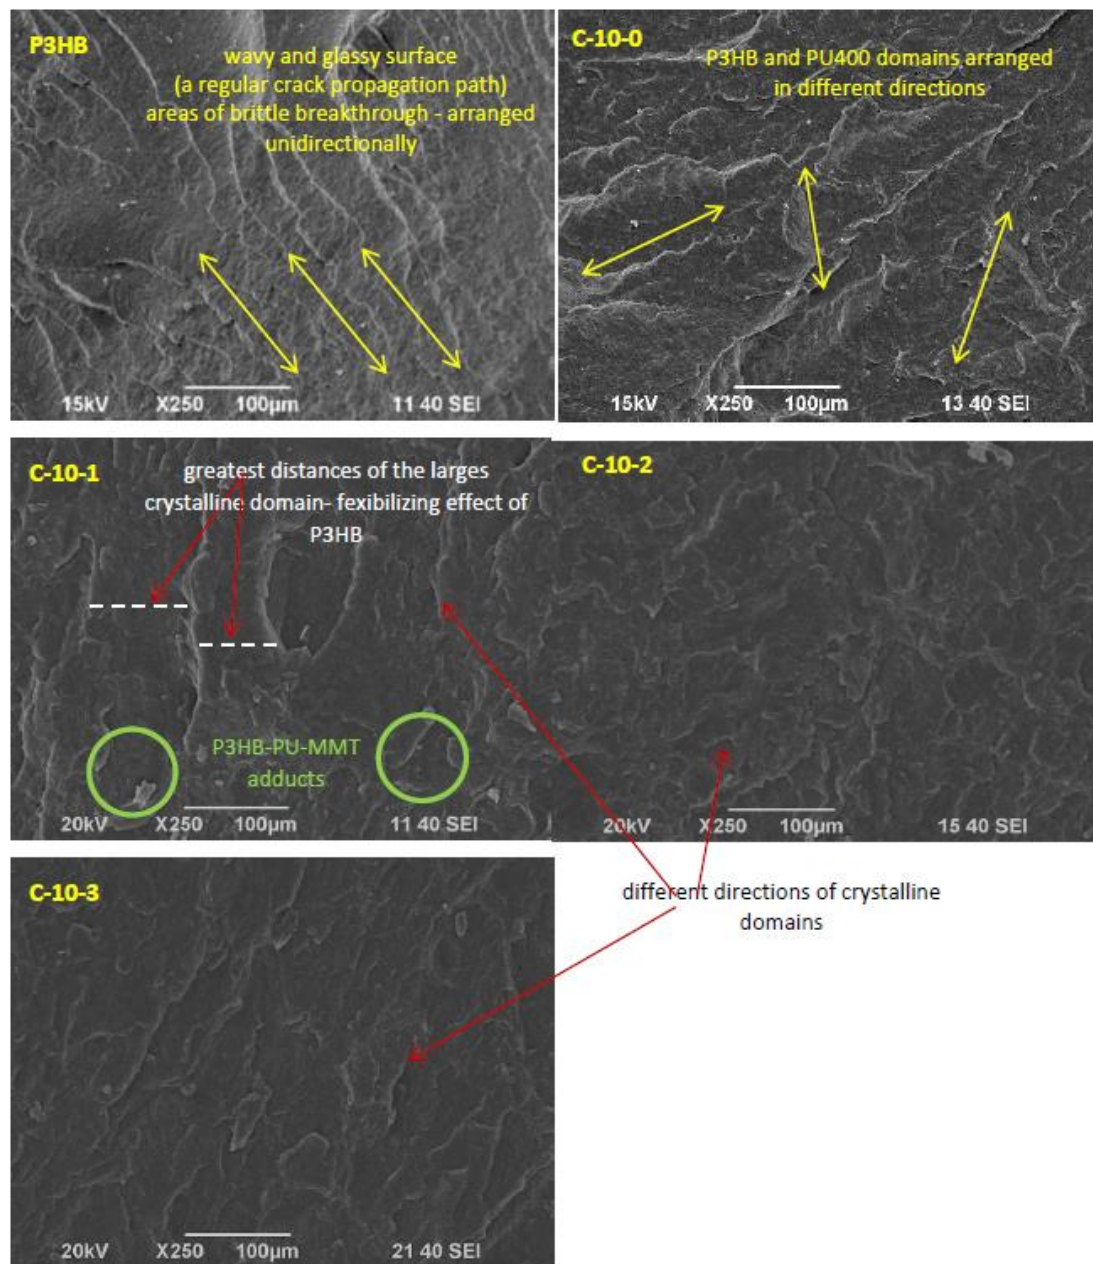 P3HB
wavy and glassy surface
(a regular crack propagation path)
areas of brittle breakthrough - arranged
unidirectionally
15kV X250 100µm 11 40 SEI
C-10-0
P3HB and PU400 domains arranged
in different directions
15kV X250 100µm 13 40 SEI
C-10-1
greatest distances of the larges
crystalline domain- fexibilizing effect of
P3HB
P3HB-PU-MMT
adducts
20kV X250 100µm 11 40 SEI
C-10-2
20kV X250 100µm 15 40 SEI
different directions of crystalline
domains
C-10-3
20kV X250 100µm 21 40 SEI